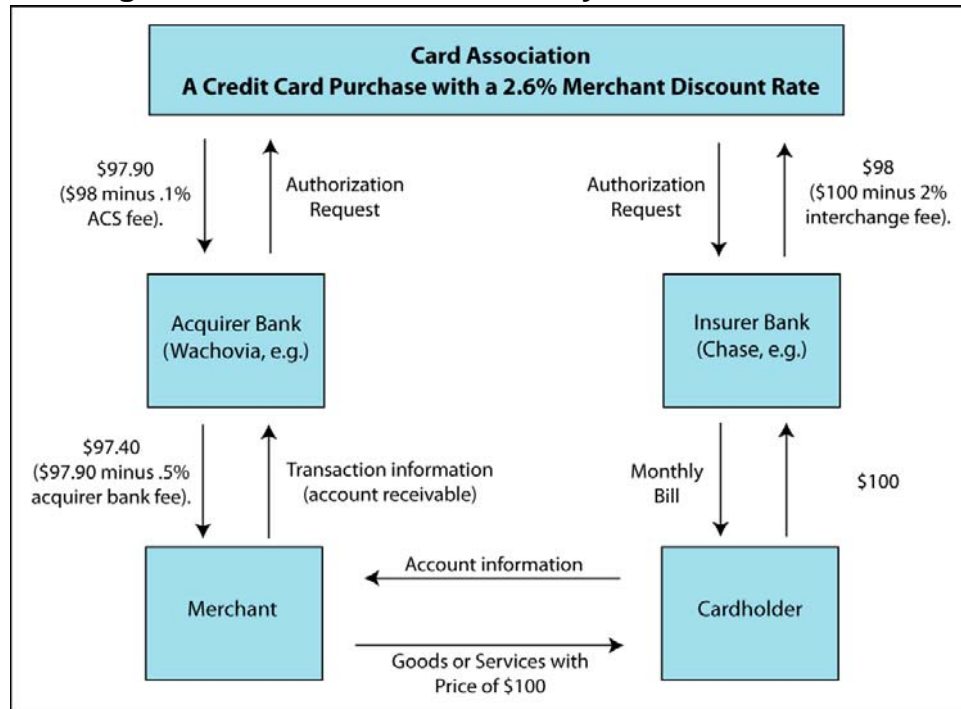 Card Association
A Credit Card Purchase with a 2.6% Merchant Discount Rate
$97.90
($98 minus .1%
ACS fee).
Authorization
Request
Authorization
Request
$98
($100 minus 2%
interchange fee).
Acquirer Bank
(Wachovia, e.g.)
Insurer Bank
(Chase, e.g.)
$97.40
($97.90 minus .5%
acquirer bank fee).
Transaction information
(account receivable)
Monthly
Bill
$100
Merchant
Account information
Cardholder
Goods or Services with
Price of $100